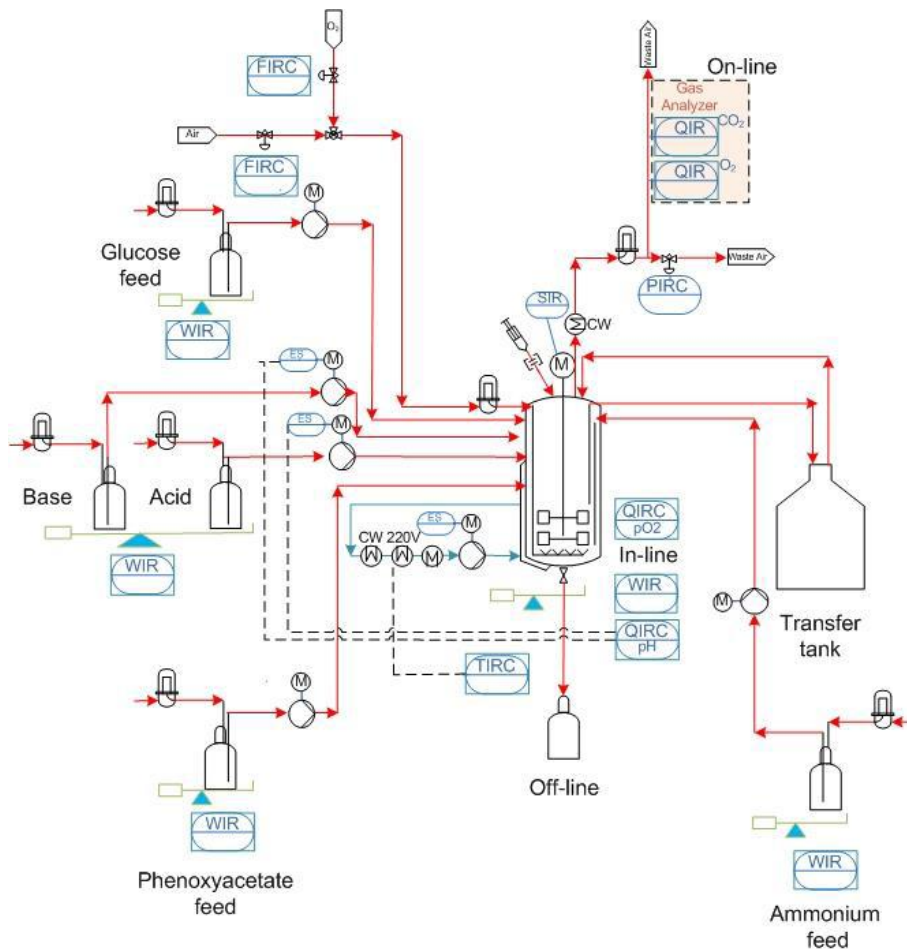 O2
Waste Air
On-line
FIRC
Gas
Analyzer
CO2
QIR
Air
O2
QIR
FIRC
M
Glucose
feed
Waste Air
SIR
PIRC
CW
WIR
ES
M
M
ES
M
Base
Acid
QIRC
pO2
ES
M
CW 220V
In-line
WIR
WIR
M
Transfer
tank
QIRC
pH
TIRC
M
Off-line
WIR
WIR
Phenoxyacetate
feed
Ammonium
feed